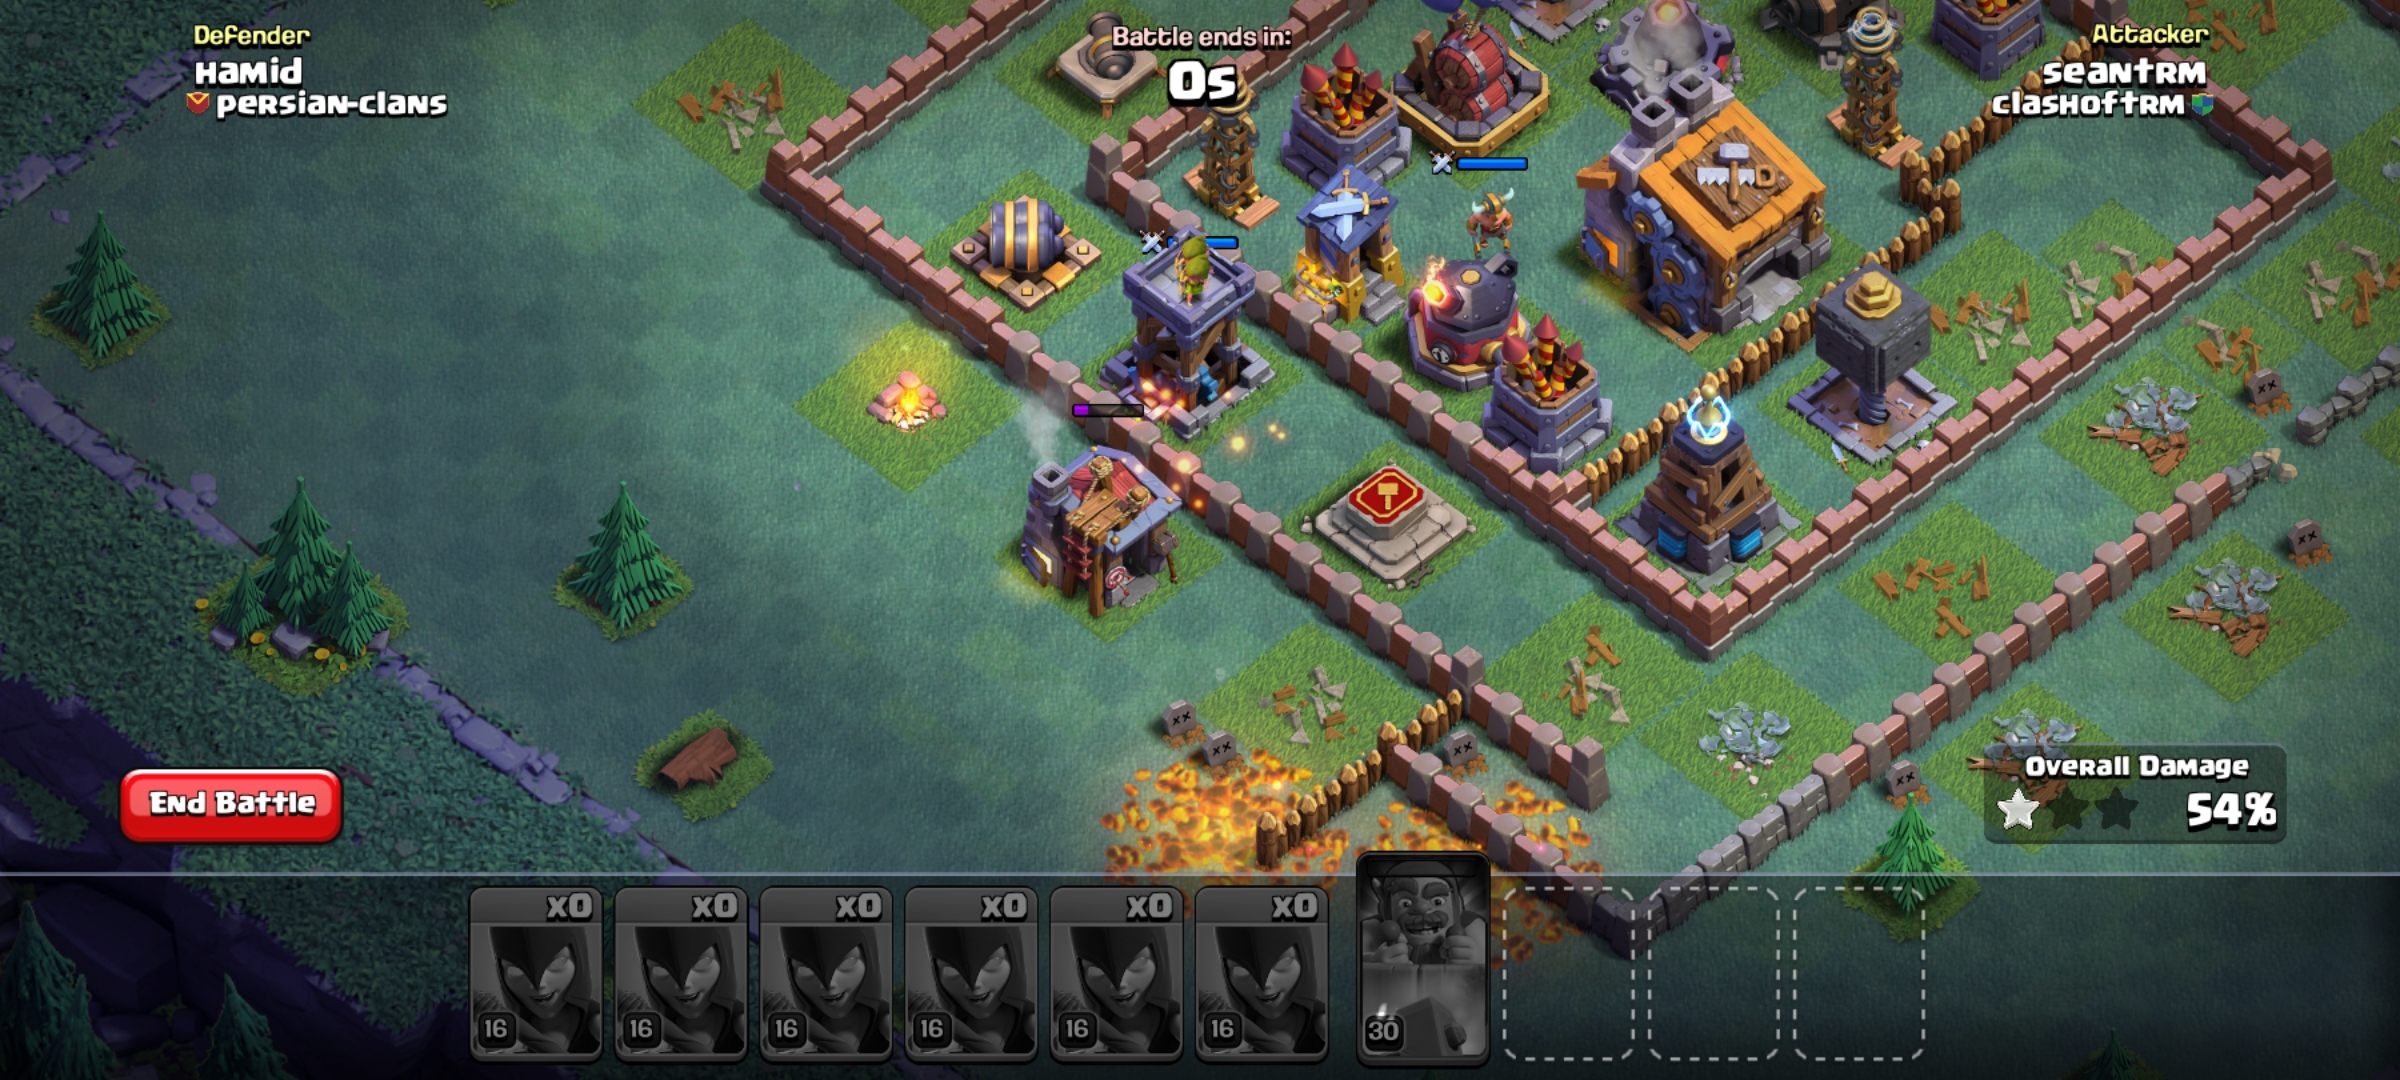 Defender
Hamid
persian-clans
Battle ends in:
0s
Attacker
seantRM
clashoftRM
End Battle
Overall Damage
54%
x0
x0
x0
x0
x0
x0
16
16
16
16
16
16
30